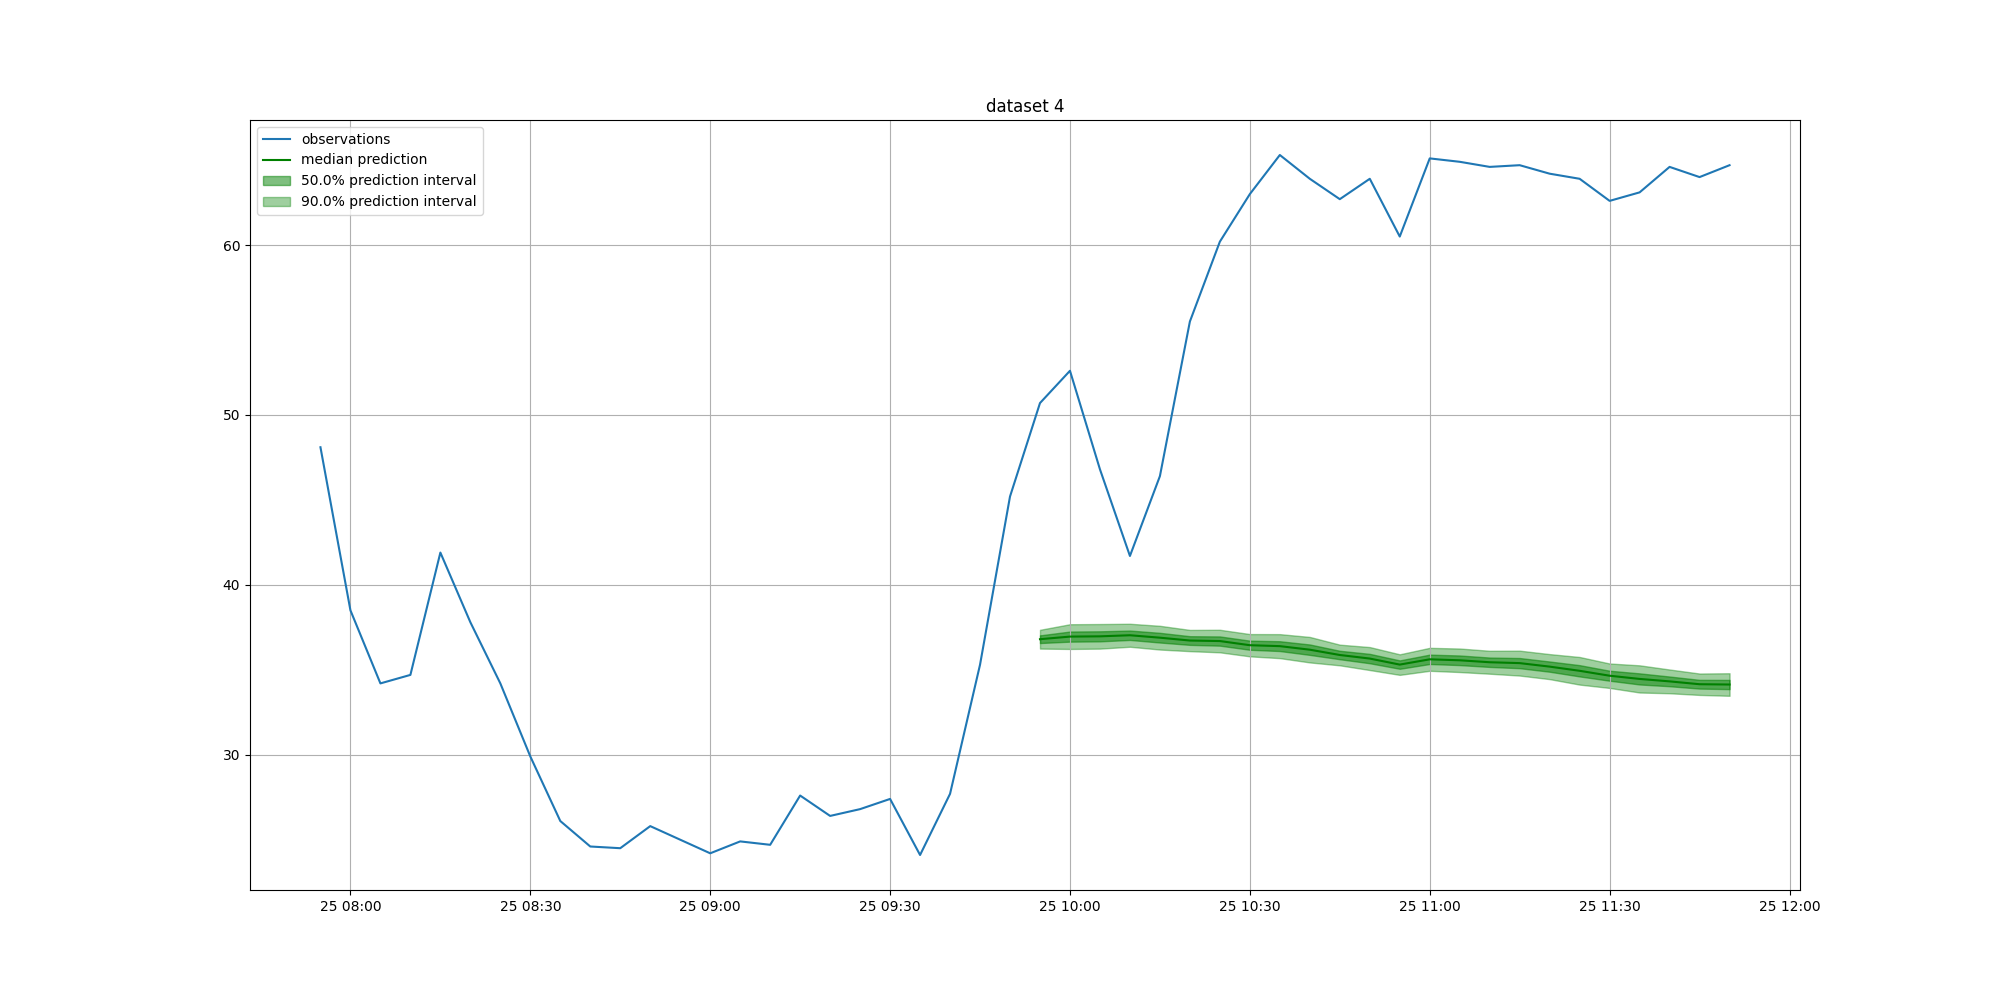 dataset 4
observations
median prediction
50.0% prediction interval
90.0% prediction interval
60
50
40
30
25 08:00
25 08:30
25 09:00
25 09:30
25 10:00
25 10:30
25 11:00
25 11:30
25 12:00